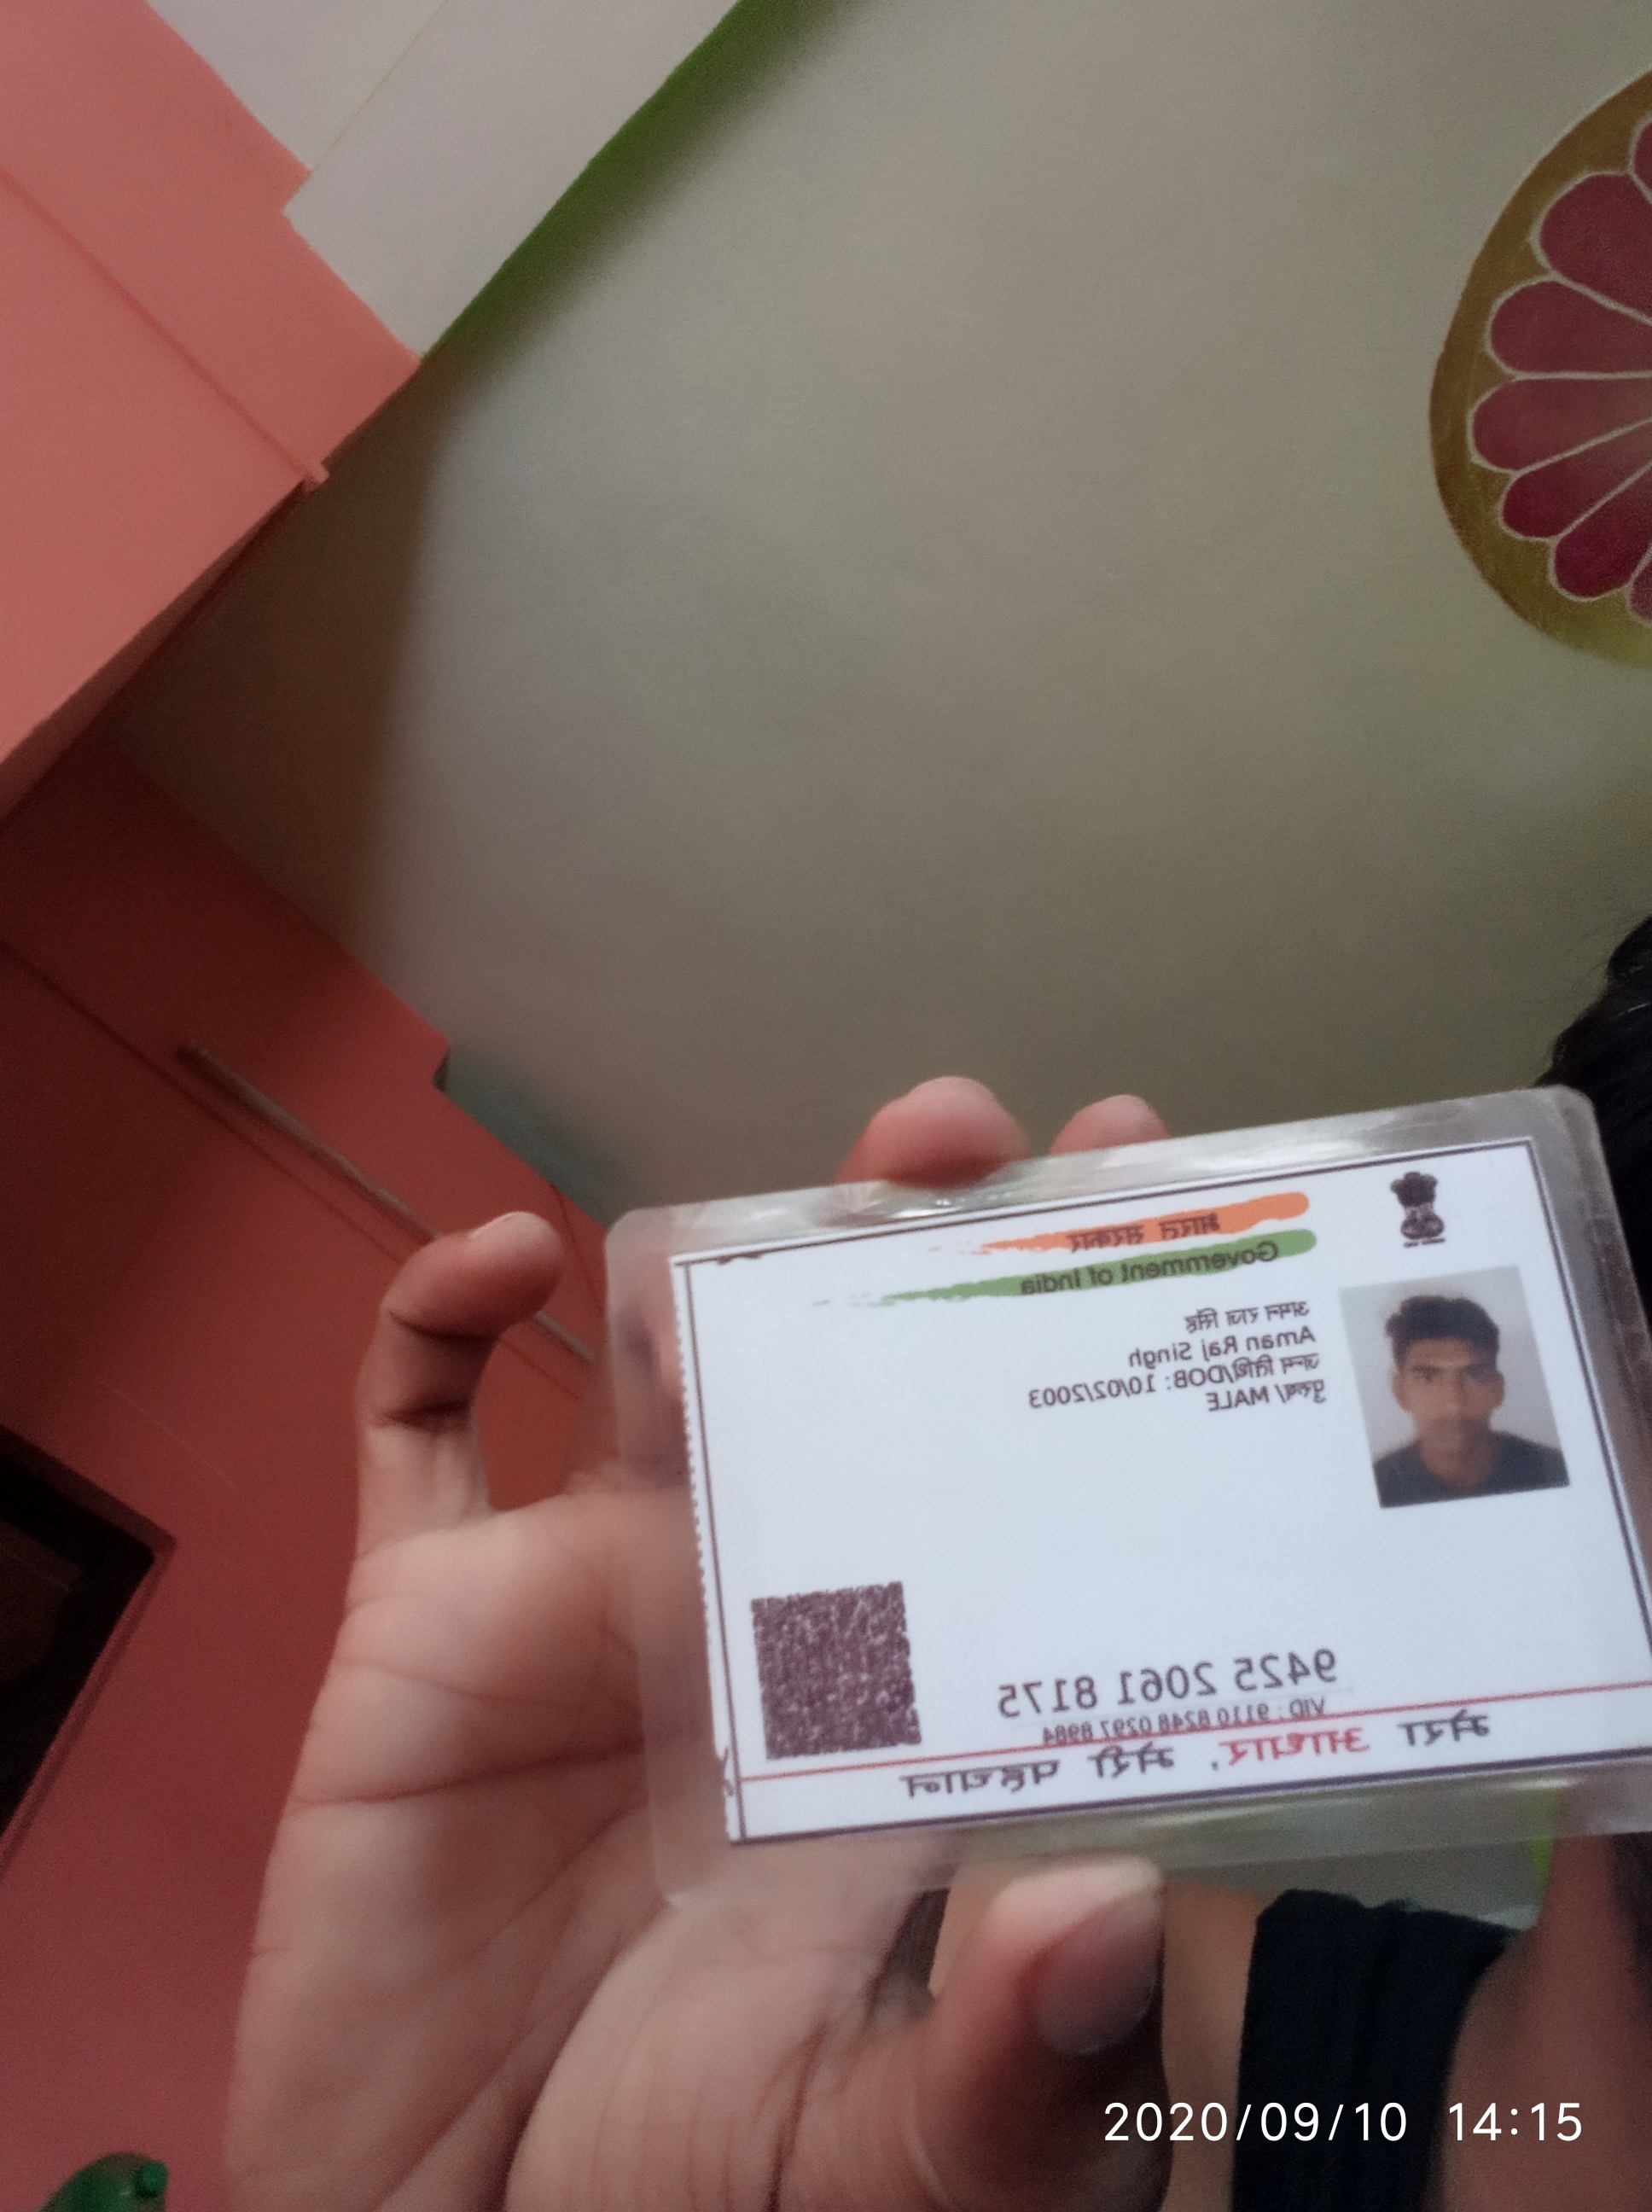 भारत सरकार
Government of India
अमन राज सिंह
Aman Raj Singh
जन्म तिथि/DOB: 10/02/2003
पुरुष/ MALE
9425 2061 8175
VID : 9110 8248 0297 8984
मेरा आधार, मेरी पहचान
2020/09/10 14:15